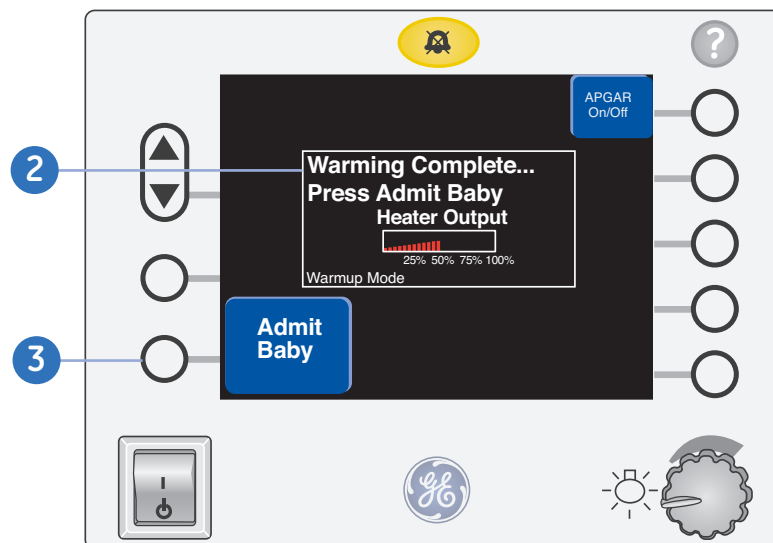 ?
APGAR
On/Off
2
Warming Complete...
Press Admit Baby
Heater Output
25% 50% 75% 100%
Warmup Mode
Admit
Baby
3
GE